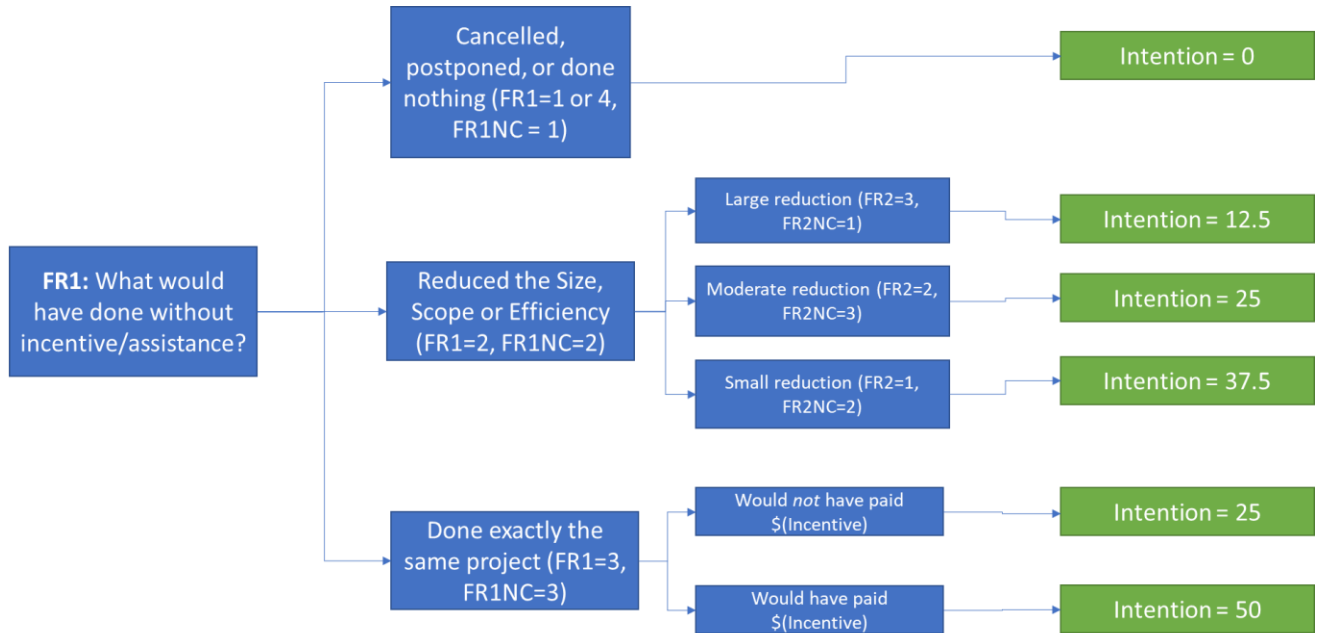 Cancelled,
postponed, or done
nothing (FR1=1 or 4,
FR1NC = 1)
Intention = 0
Large reduction (FR2=3,
FR2NC=1)
Intention = 12.5
FR1: What would
have done without
incentive/assistance?
Reduced the Size,
Scope or Efficiency
(FR1=2, FR1NC=2)
Moderate reduction (FR2=2,
FR2NC=3)
Intention = 25
Small reduction (FR2=1,
FR2NC=2)
Intention = 37.5
Done exactly the
same project (FR1=3,
FR1NC=3)
Would not have paid
$(Incentive)
Intention = 25
Would have paid
$(Incentive)
Intention = 50